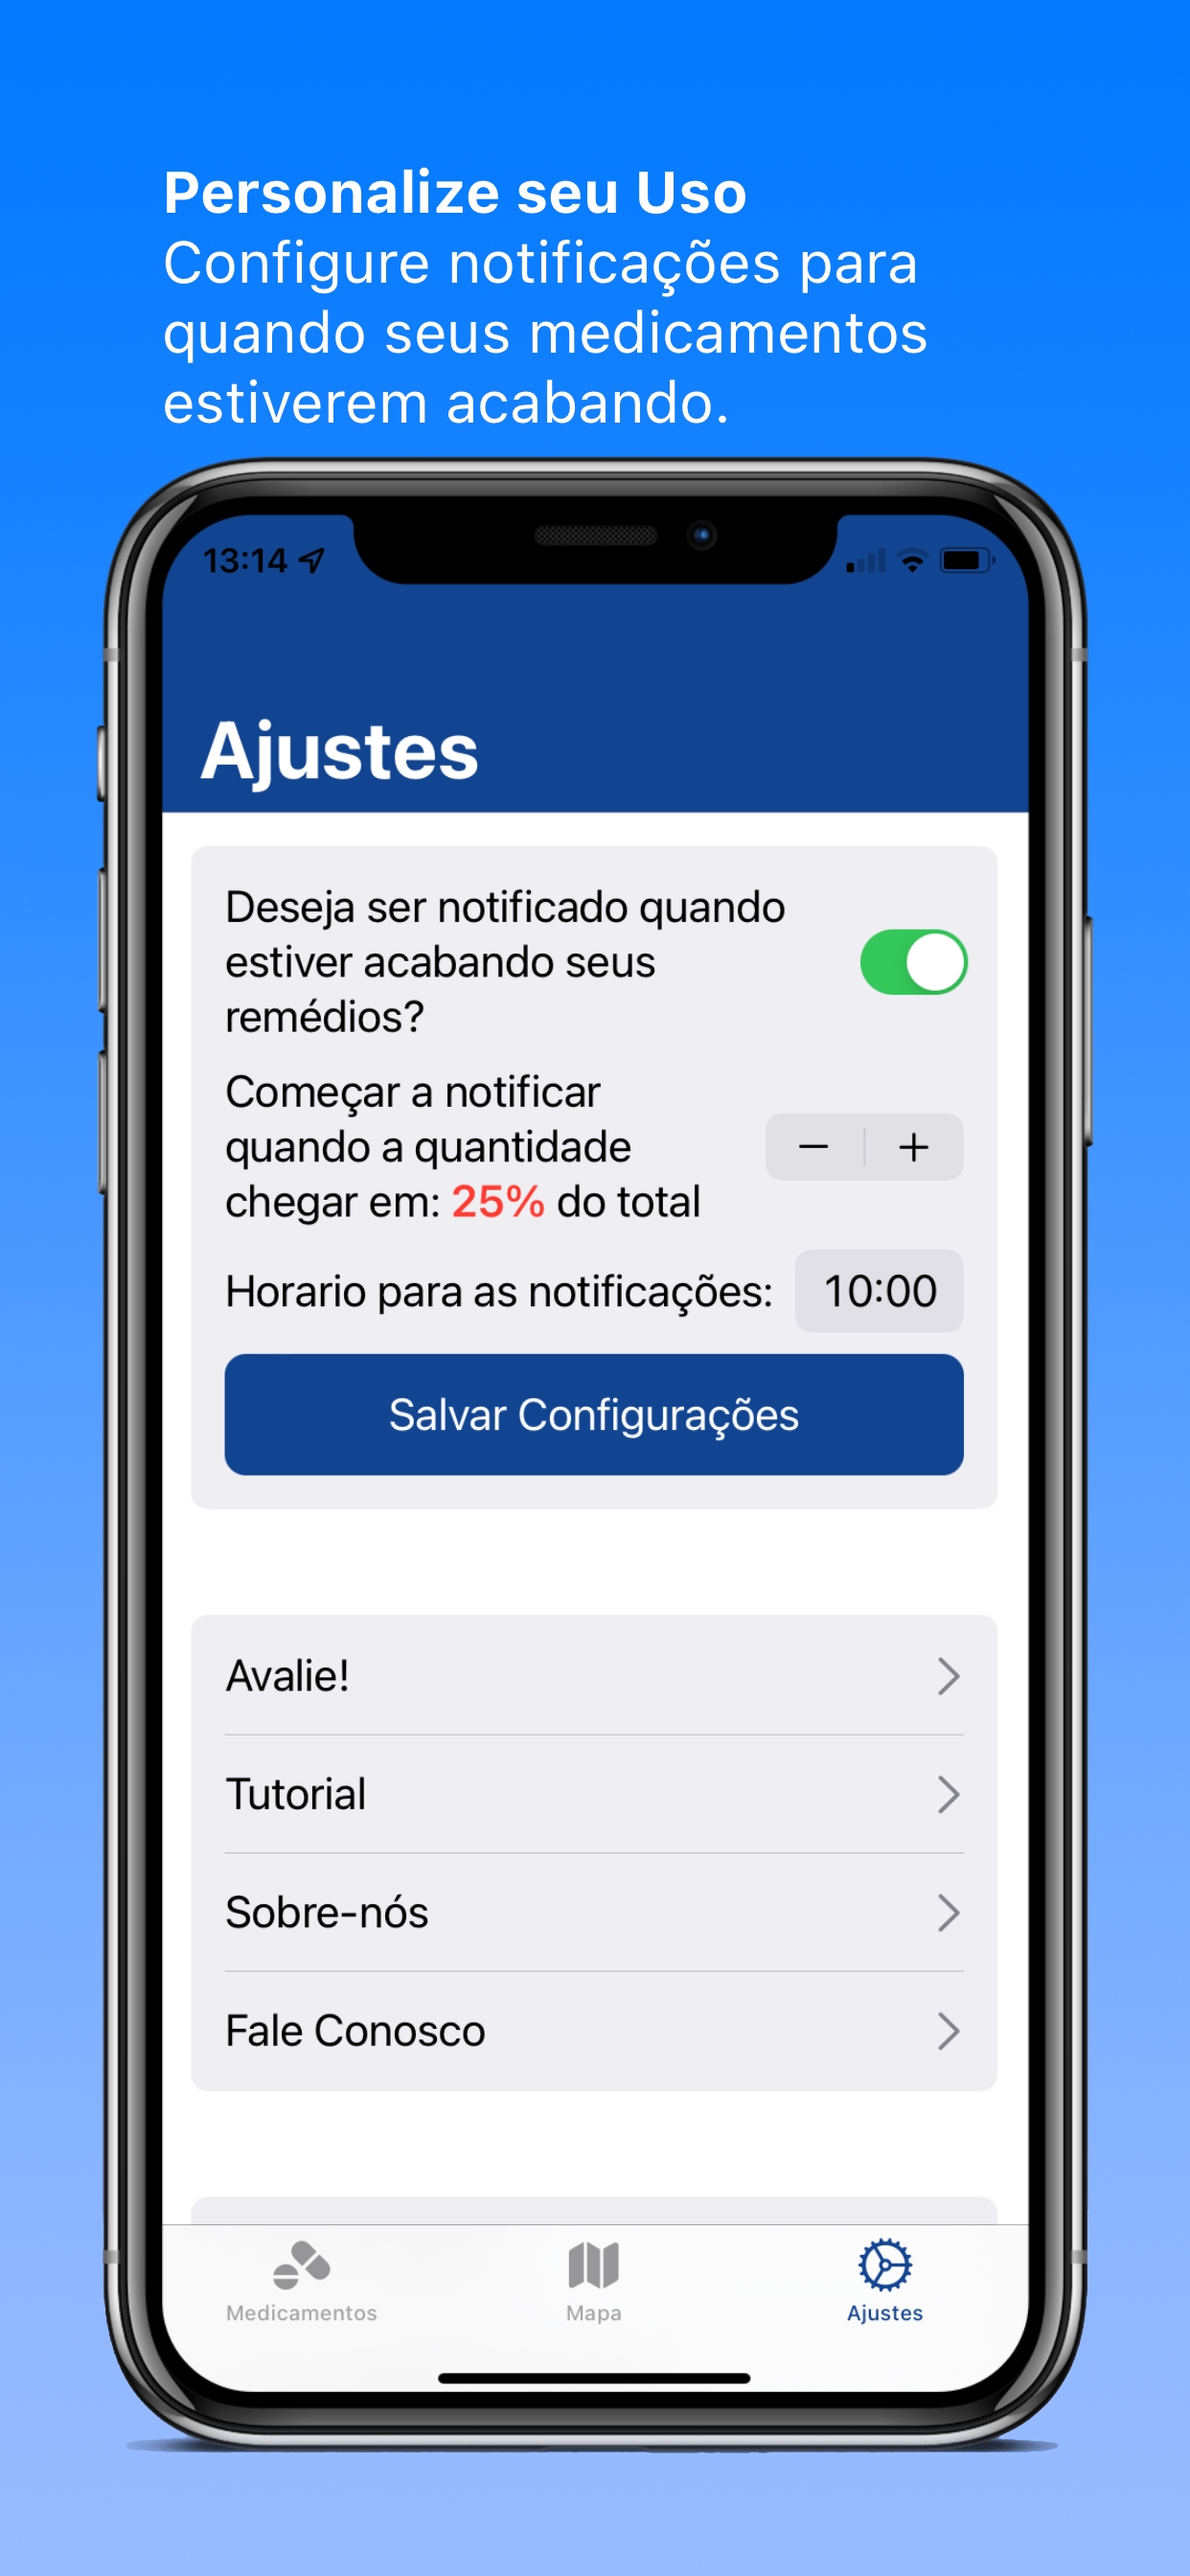 Personalize seu Uso
Configure notificações para
quando seus medicamentos
estiverem acabando.
13:14
Ajustes
Deseja ser notificado quando
estiver acabando seus
remédios?
Começar a notificar
quando a quantidade
chegar em: 25% do total
Horario para as notificações: 10:00
Salvar Configurações
Avalie!
Tutorial
Sobre-nós
Fale Conosco
Medicamentos Mapa Ajustes